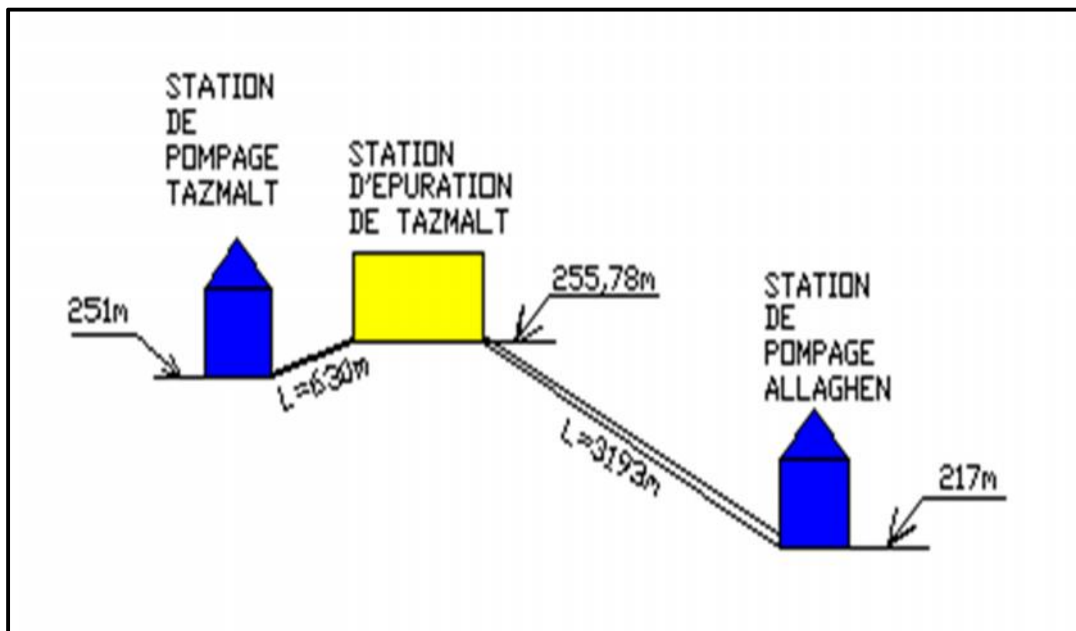 STATION
DE
POMPAGE
TAZMALT
STATION
D'EPURATION
DE TAZMALT
251m
255,78m
L=630m
STATION
DE
POMPAGE
ALLAGHEN
L=3193m
217m